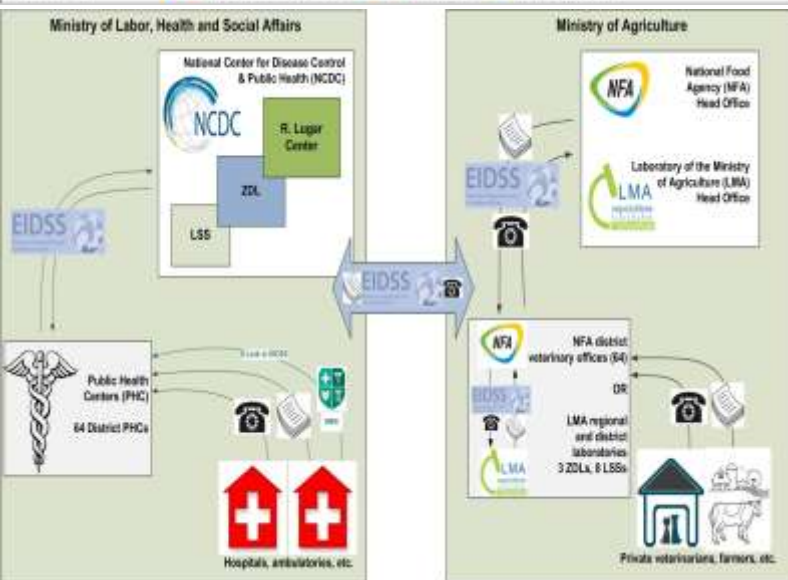 Ministry of Labor, Health and Social Affairs
National Center for Disease Control
& Public Health (NCDC)
NCDC
R. Lugar
Center
ZDL
LSS
EIDSS
Public Health
Centers (PHC)
64 District PHCs
Hospitals, ambulatories, etc.
EIDSS
Ministry of Agriculture
NFA
National Food
Agency (NFA)
Head Office
Laboratory of the Ministry
of Agriculture (LMA)
Head Office
LMA
EIDSS
NFA
NFA district
veterinary offices (64)
OR
EIDSS
LMA regional
and district
laboratories
3 ZDLs, 8 LSSs
LMA
Private veterinarians, farmers, etc.